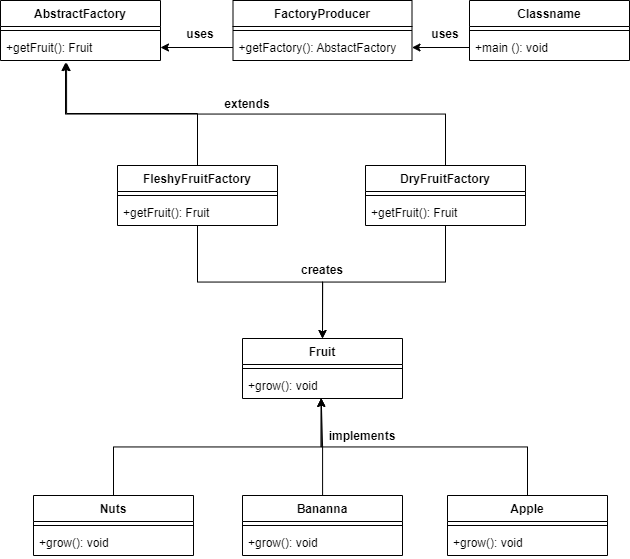 AbstractFactory
+getFruit(): Fruit
uses
FactoryProducer
+getFactory(): AbstactFactory
uses
Classname
+main (): void
extends
FleshyFruitFactory
+getFruit(): Fruit
DryFruitFactory
+getFruit(): Fruit
creates
Fruit
+grow(): void
implements
Nuts
+grow(): void
Bananna
+grow(): void
Apple
+grow(): void